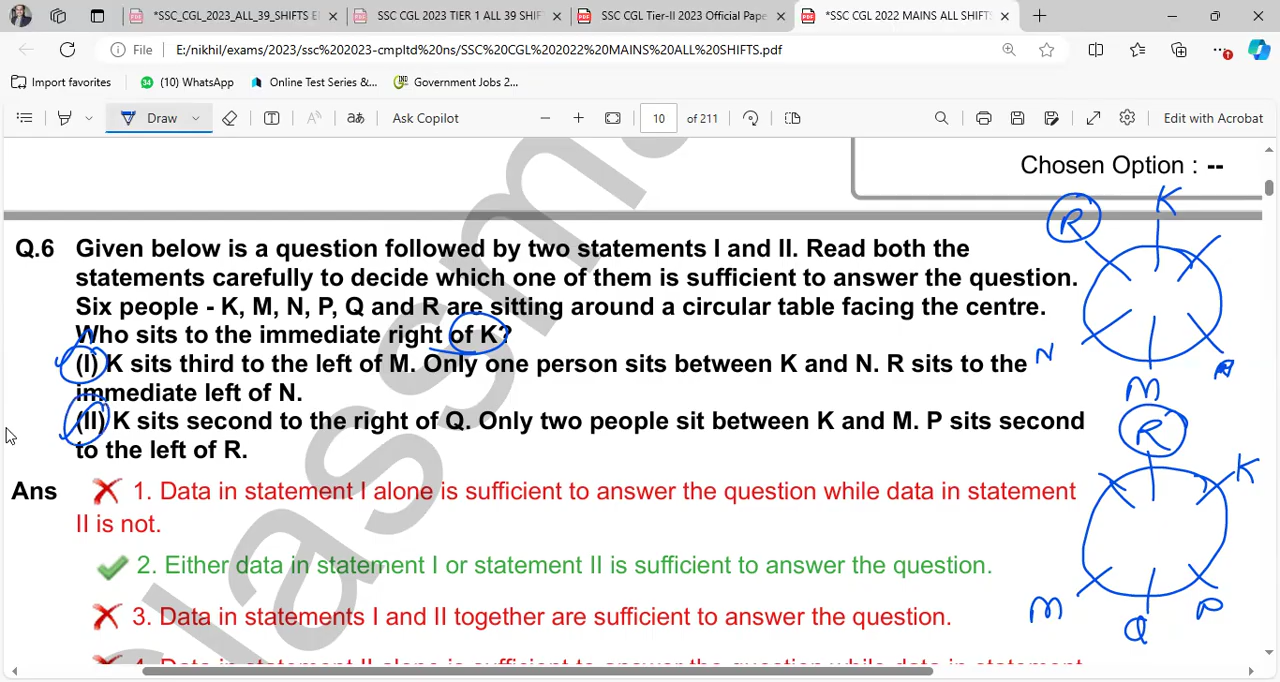 *SSC_CGL_2023_ALL_39_SHIFTS E
SSC CGL 2023 TIER 1 ALL 39 SHIF
SSC CGL Tier-II 2023 Official Pape
*SSC CGL 2022 MAINS ALL SHIFTS
File
E:/nikhil/exams/2023/ssc%202023-cmpltd%20ns/SSC%20CGL%202022%20MAINS%20ALL%20SHIFTS.pdf
Import favorites
34
(10) WhatsApp
Online Test Series &...
Government Jobs 2...
Draw
Ask Copilot
10
of 211
Edit with Acrobat
Chosen Option : --
Q.6 Given below is a question followed by two statements I and II. Read both the
statements carefully to decide which one of them is sufficient to answer the question.
Six people - K, M, N, P, Q and R are sitting around a circular table facing the centre.
Who sits to the immediate right of K?
(I) K sits third to the left of M. Only one person sits between K and N. R sits to the
immediate left of N.
(II) K sits second to the right of Q. Only two people sit between K and M. P sits second
to the left of R.
Ans
1. Data in statement I alone is sufficient to answer the question while data in statement
II is not.
2. Either data in statement I or statement II is sufficient to answer the question.
3. Data in statements I and II together are sufficient to answer the question.
K
R
N
M
R
K
M
Q
P